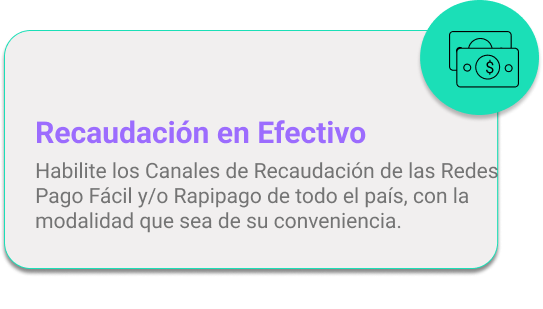 $
Recaudación en Efectivo
Habilite los Canales de Recaudación de las Redes
Pago Fácil y/o Rapipago de todo el país, con la
modalidad que sea de su conveniencia.